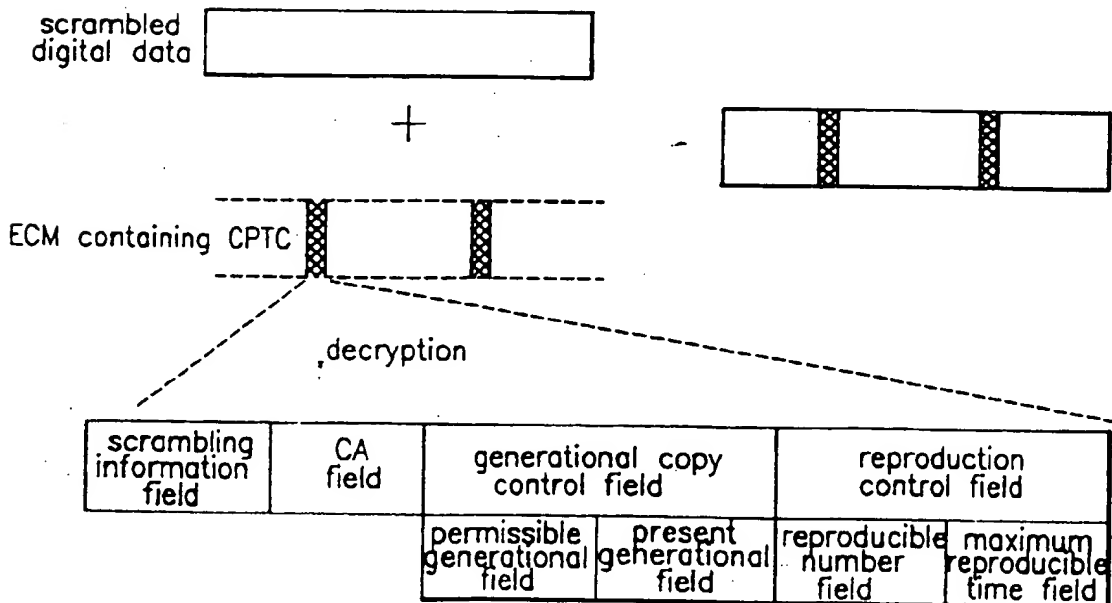 scrambled
digital data
+
ECM containing CPTC
decryption
scrambling
information
field
CA
field
generational copy
control field
reproduction
control field
permissible
generational
field
present
generational
field
reproducible
number
field
maximum
reproducible
time field